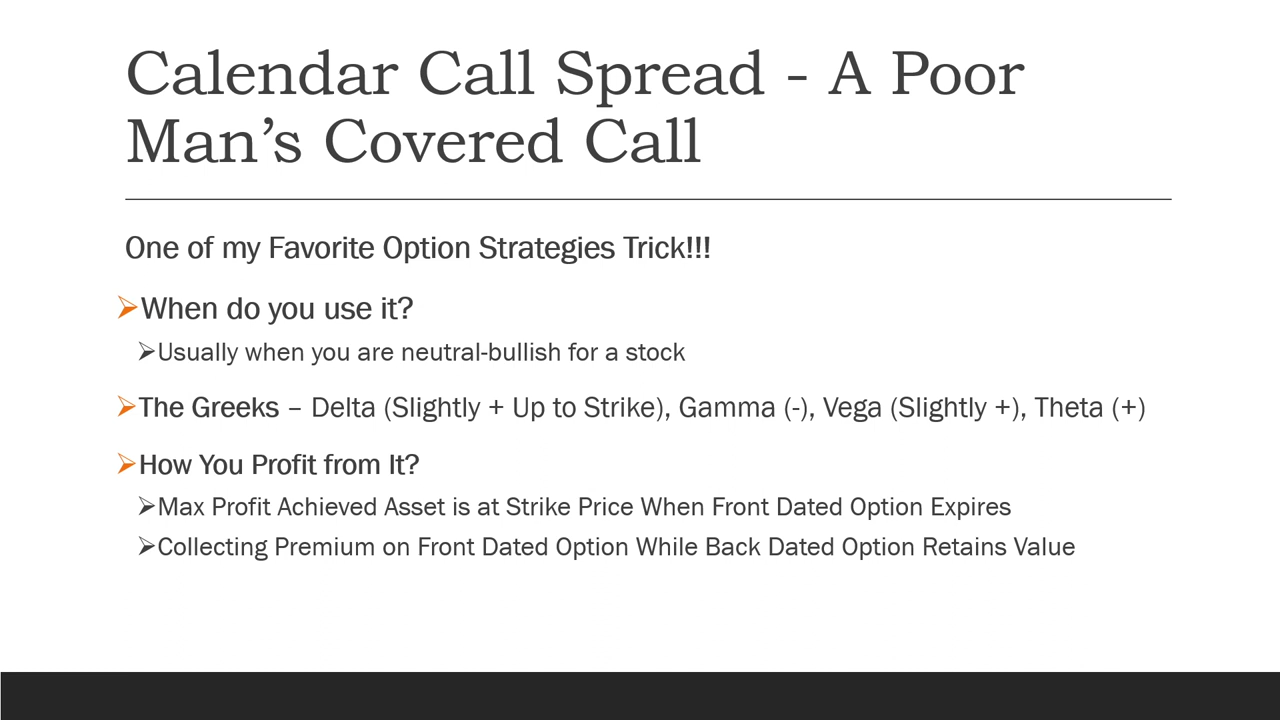 Calendar Call Spread - A Poor
Man’s Covered Call
One of my Favorite Option Strategies Trick!!!
When do you use it?
Usually when you are neutral-bullish for a stock
The Greeks – Delta (Slightly + Up to Strike), Gamma (-), Vega (Slightly +), Theta (+)
How You Profit from It?
Max Profit Achieved Asset is at Strike Price When Front Dated Option Expires
Collecting Premium on Front Dated Option While Back Dated Option Retains Value